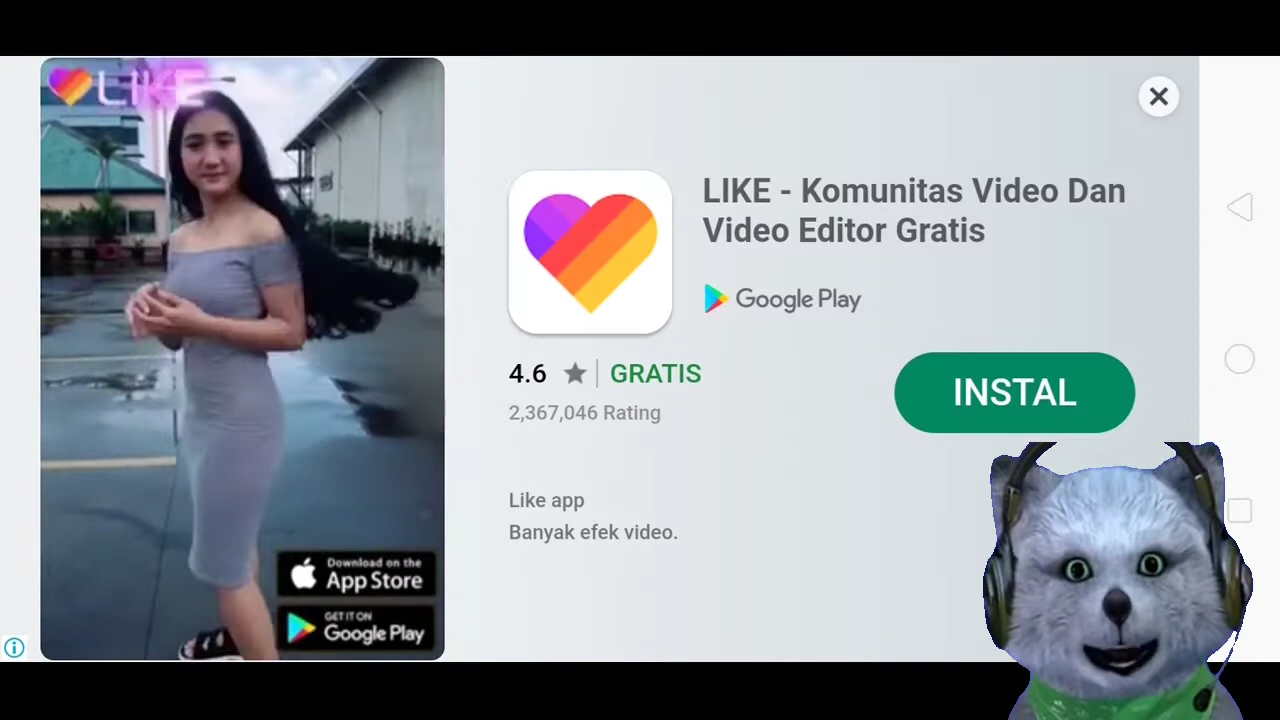 LIKE
Download on the
App Store
GET IT ON
Google Play
LIKE - Komunitas Video Dan
Video Editor Gratis
Google Play
4.6
GRATIS
2,367,046 Rating
INSTAL
Like app
Banyak efek video.